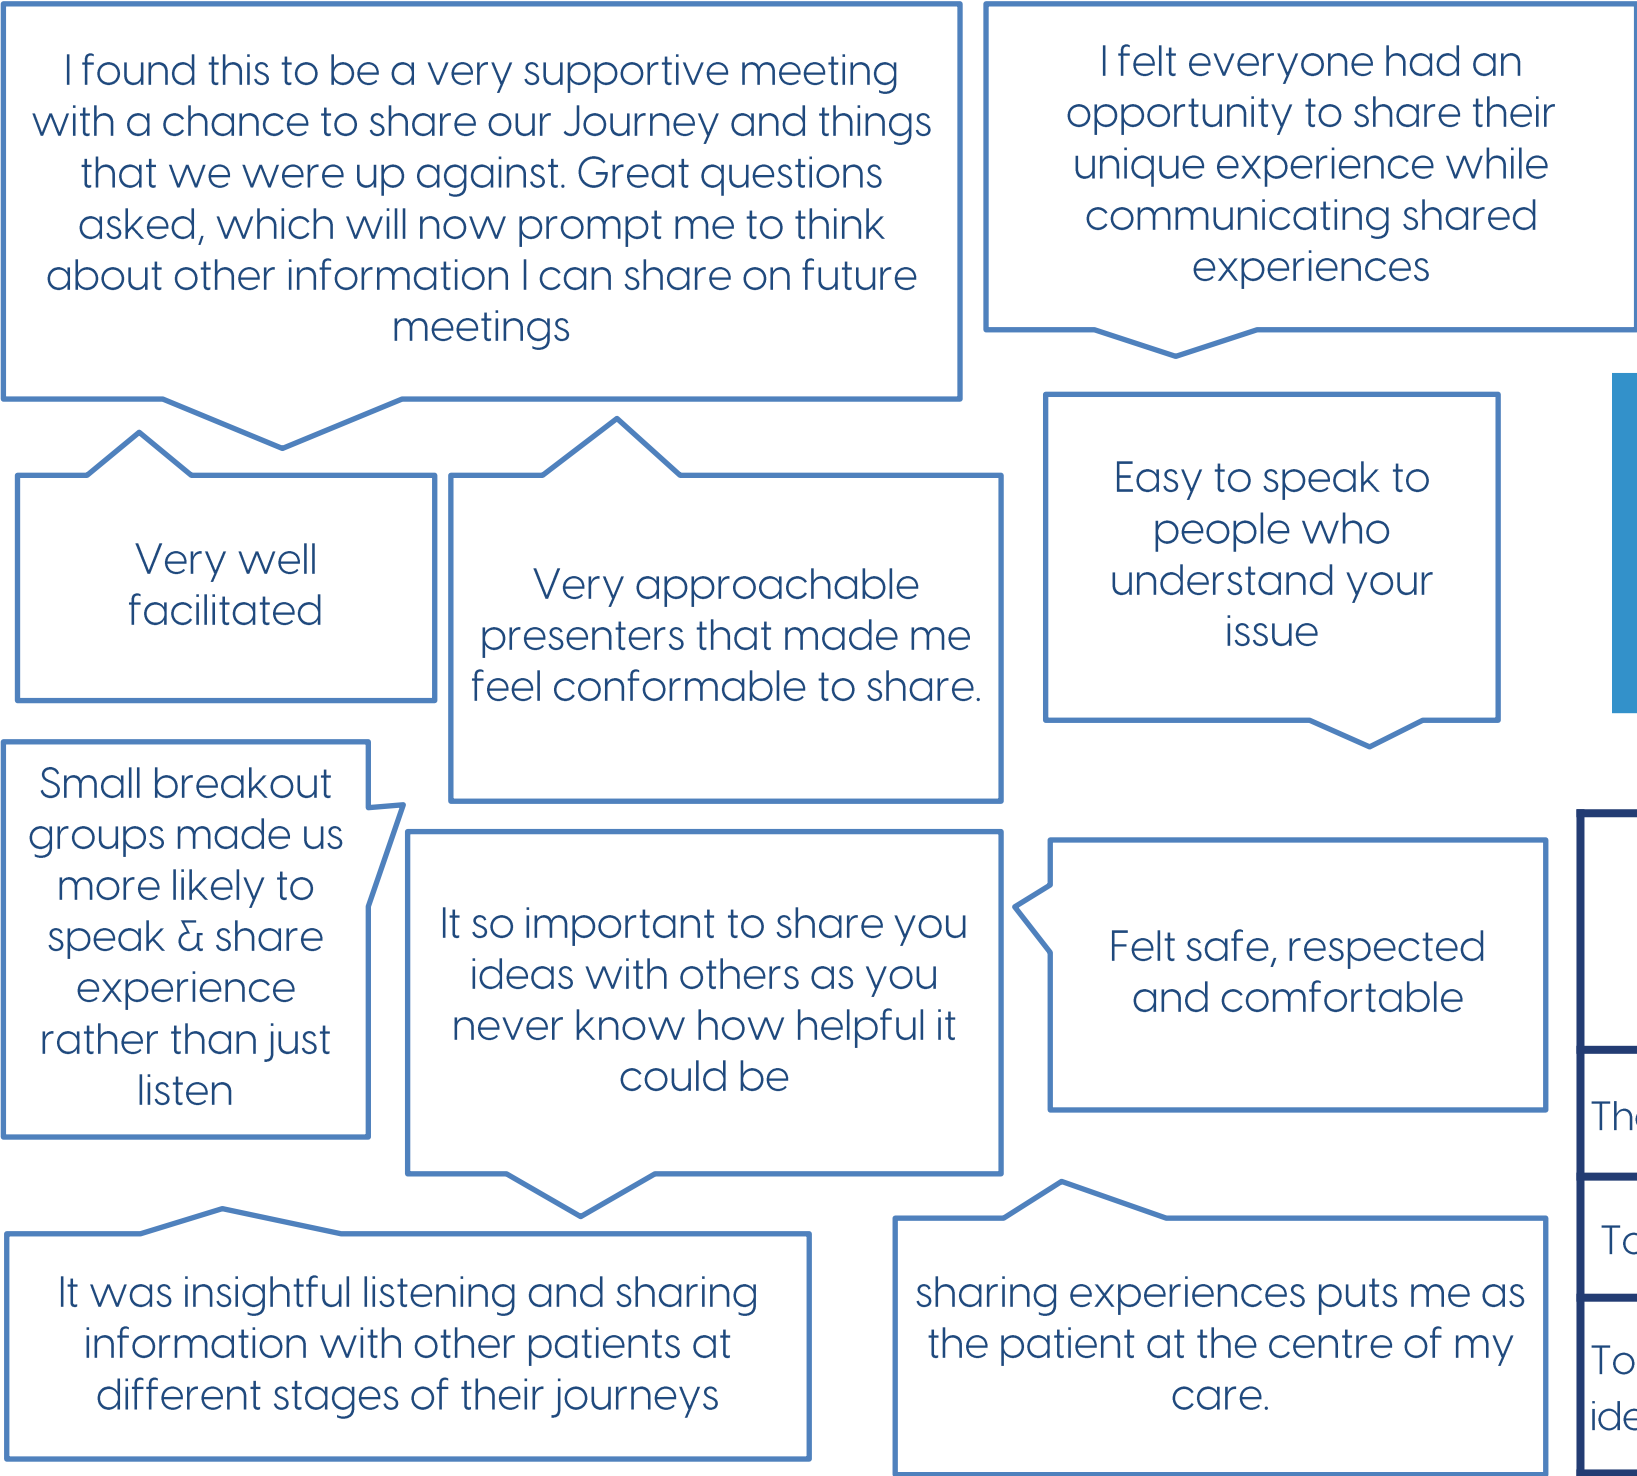 I found this to be a very supportive meeting
with a chance to share our Journey and things
that we were up against. Great questions
asked, which will now prompt me to think
about other information I can share on future
meetings
I felt everyone had an
opportunity to share their
unique experience while
communicating shared
experiences
Very well
facilitated
Very approachable
presenters that made me
feel conformable to share.
Easy to speak to
people who
understand your
issue
Small breakout
groups made us
more likely to
speak & share
experience
rather than just
listen
It so important to share you
ideas with others as you
never know how helpful it
could be
Felt safe, respected
and comfortable
It was insightful listening and sharing
information with other patients at
different stages of their journeys
sharing experiences puts me as
the patient at the centre of my
care.
To